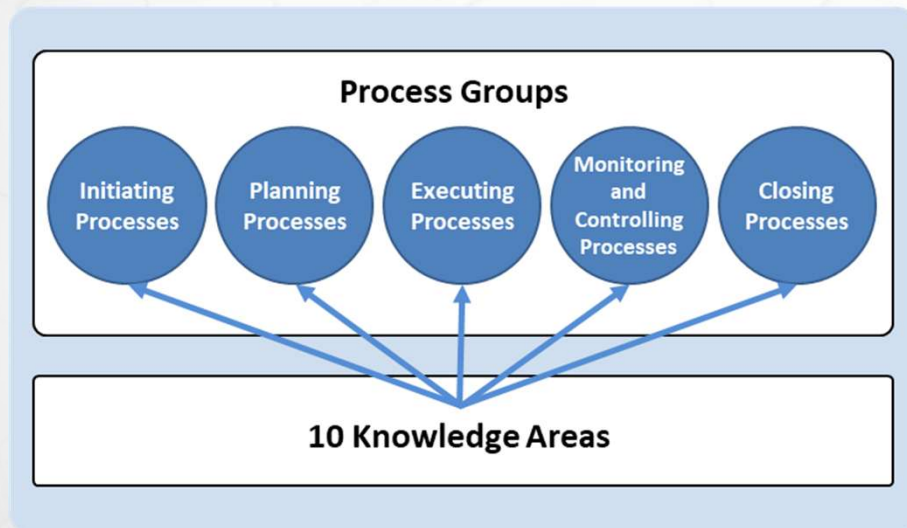 Process Groups
Initiating
Processes
Planning
Processes
Executing
Processes
Monitoring
and
Controlling
Processes
Closing
Processes
10 Knowledge Areas